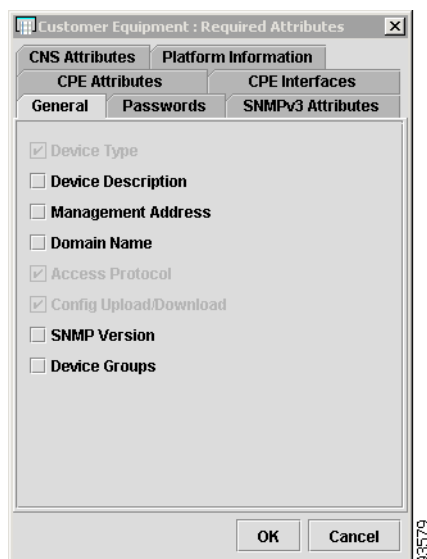 Customer Equipment : Required Attributes
CNS Attributes Platform Information
CPE Attributes CPE Interfaces
General Passwords SNMPv3 Attributes
Device Type
Device Description
Management Address
Domain Name
Access Protocol
Config Upload/Download
SNMP Version
Device Groups
OK Cancel